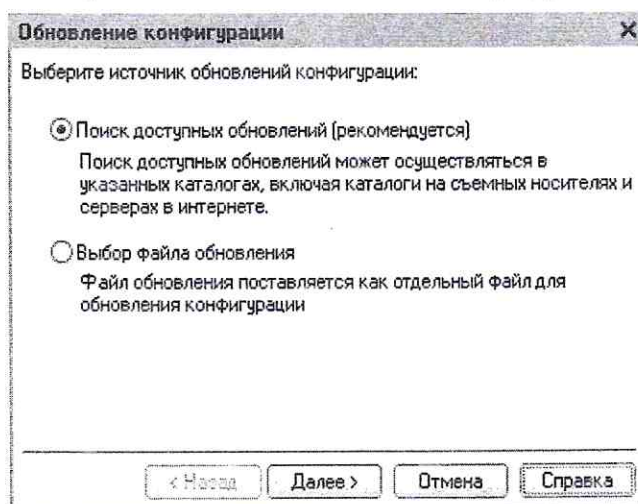 Обновление конфигурации
Выберите источник обновлений конфигурации:
Поиск доступных обновлений (рекомендуется)
Поиск доступных обновлений может осуществляться в
указанных каталогах, включая каталоги на съемных носителях и
серверах в интернете.
Выбор файла обновления
Файл обновления поставляется как отдельный файл для
обновления конфигурации
< Назад Далее > Отмена Справка